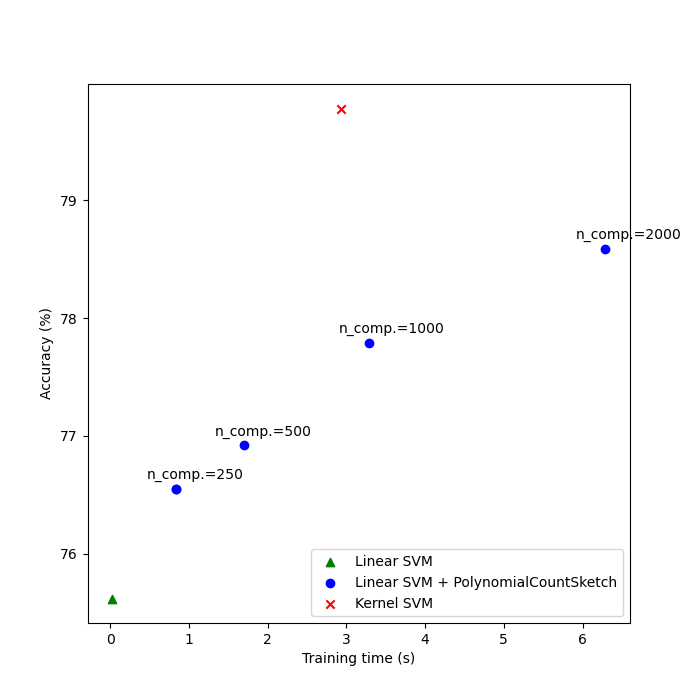 79
78
77
76
Accuracy (%)
n_comp.=2000
n_comp.=1000
n_comp.=500
n_comp.=250
Linear SVM
Linear SVM + PolynomialCountSketch
Kernel SVM
0 1 2 3 4 5 6
Training time (s)